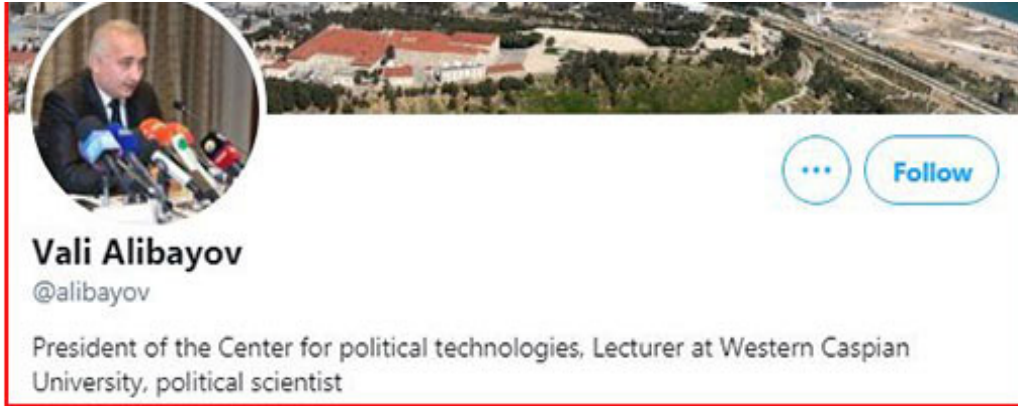 Follow
Vali Alibayov
@alibayov
President of the Center for political technologies, Lecturer at Western Caspian
University, political scientist